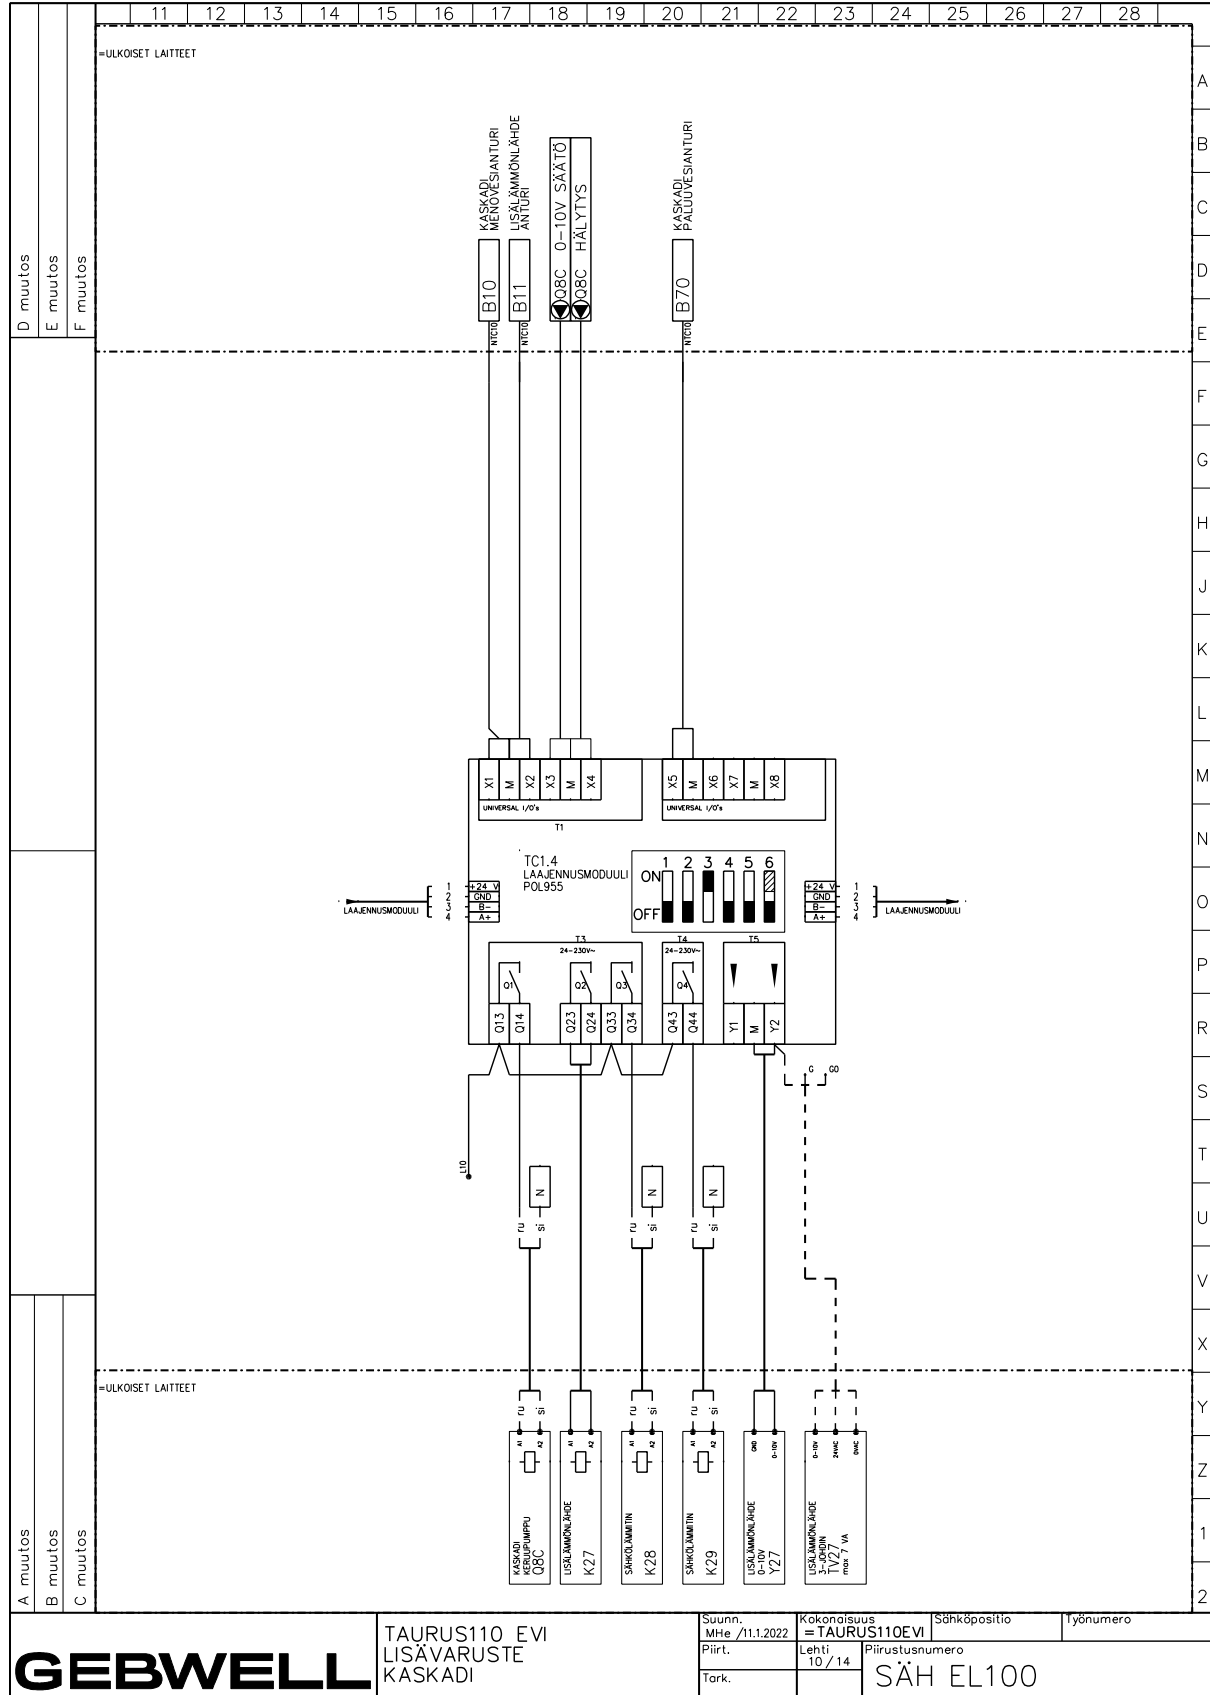 11 12 13 14 15 16 17 18 19 20 21 22 23 24 25 26 27 28
=ULKOISET LAITTEET
A
B
C
D
E
F
G
H
J
K
L
M
N
O
P
R
S
T
U
V
X
Y
Z
1
2
D muutos
E muutos
F muutos
A muutos
B muutos
C muutos
B10
KASKADI
MENOVESIANTURI
NTC10
B11
LISÄLÄMMÖNLÄHDE
ANTURI
NTC10
Q8C 0-10V SÄÄTÖ
Q8C HÄLYTYS
B70
KASKADI
PALUUVESIANTURI
NTC10
X1 M X2 X3 M X4
UNIVERSAL I/O's
T1
X5 M X6 X7 M X8
UNIVERSAL I/O's
TC1.4
LAAJENNUSMODUULI
POL955
1 2 3 4 5 6
ON
OFF
LAAJENNUSMODUULI
1 +24 V
2 GND
3 B-
4 A+
+24 V 1
GND 2
B- 3
A+ 4
LAAJENNUSMODUULI
T3
24-230V~
T4
24-230V~
T5
Q1 Q2 Q3 Q4
Q13 Q14 Q23 Q24 Q33 Q34 Q43 Q44 Y1 M Y2
G G0
L10
N N N
ru si ru si ru si
=ULKOISET LAITTEET
ru si ru si ru si
A1 A2
KASKADI
KERUUPUMPPU
Q8C
A1 A2
LISÄLÄMMÖNLÄHDE
K27
A1 A2
SÄHKÖLÄMMITIN
K28
A1 A2
SÄHKÖLÄMMITIN
K29
GND 0-10V
LISÄLÄMMÖNLÄHDE
0-10V
Y27
0-10V 24VAC 0VAC
LISÄLÄMMÖNLÄHDE
3-JOHDIN
TV27
max 7 VA
GEBWELL
TAURUS110 EVI
LISÄVARUSTE
KASKADI
Suunn.
MHe /11.1.2022
Piirt.
Tark.
Kokonaisuus
=TAURUS110EVI
Sähköpositio
Työnumero
Lehti
10/14
Piirustusnumero
SÄH EL100